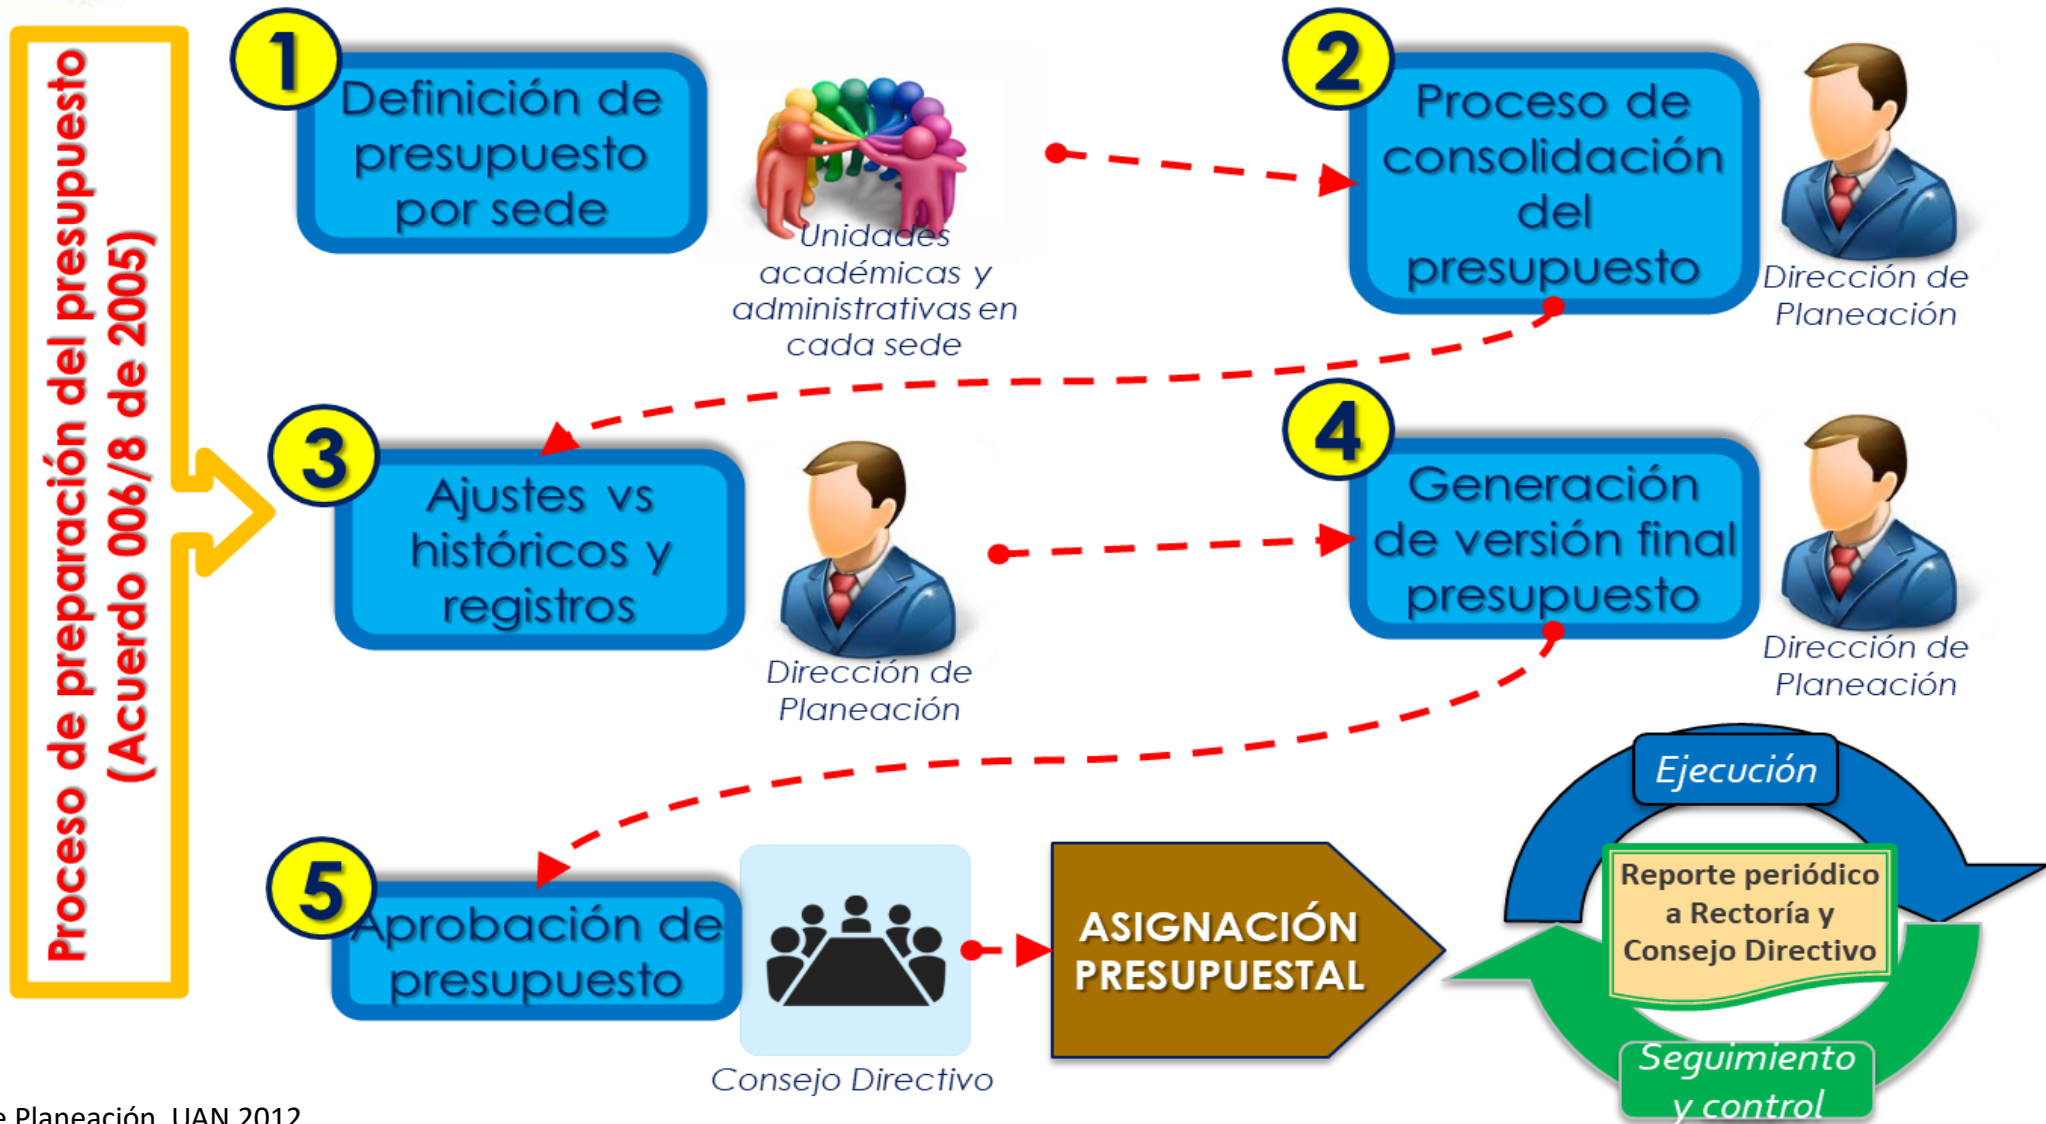 Proceso de preparación del presupuesto
(Acuerdo 006/8 de 2005)
1
Definición de
presupuesto
por sede
Unidades
académicas y
administrativas en
cada sede
2
Proceso de
consolidación
del
presupuesto
Dirección de
Planeación
3
Ajustes vs
históricos y
registros
Dirección de
Planeación
4
Generación
de versión final
presupuesto
Dirección de
Planeación
5
Aprobación de
presupuesto
Consejo Directivo
ASIGNACIÓN
PRESUPUESTAL
Ejecución
Reporte periódico
a Rectoría y
Consejo Directivo
Seguimiento
y control
Planeación UAN 2012